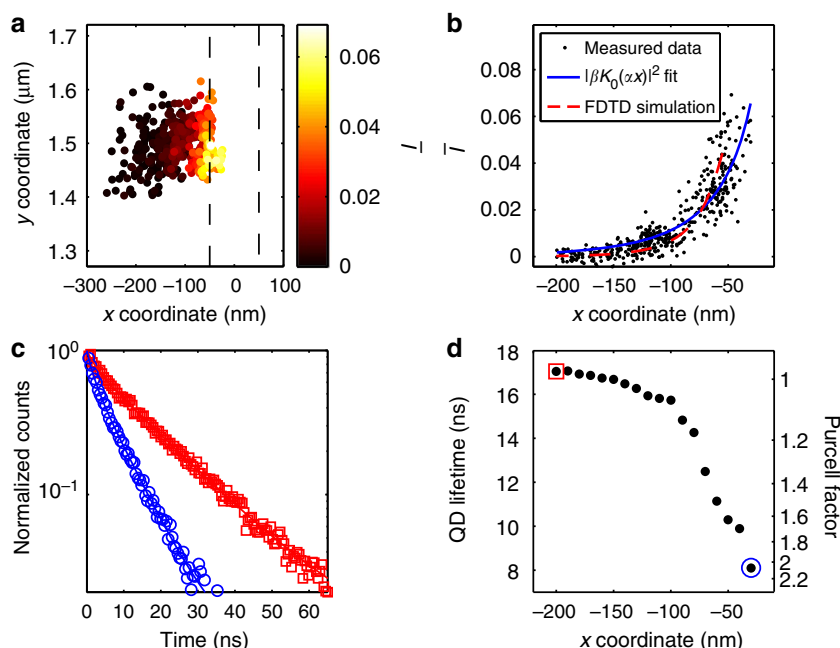 a
1.7
1.6
1.5
1.4
1.3
y coordinate (μm)
–300 –200 –100 0 100
x coordinate (nm)
0.06
0.04
0.02
0
I
b
Measured data
|βK0(αx)|² fit
FDTD simulation
0.08
0.06
0.04
0.02
0
I
–200 –150 –100 –50
x coordinate (nm)
c
10⁰
10⁻¹
Normalized counts
0 10 20 30 40 50 60
Time (ns)
d
18
16
14
12
10
8
QD lifetime (ns)
1
1.2
1.4
1.6
1.8
2
2.2
Purcell factor
–200 –150 –100 –50
x coordinate (nm)